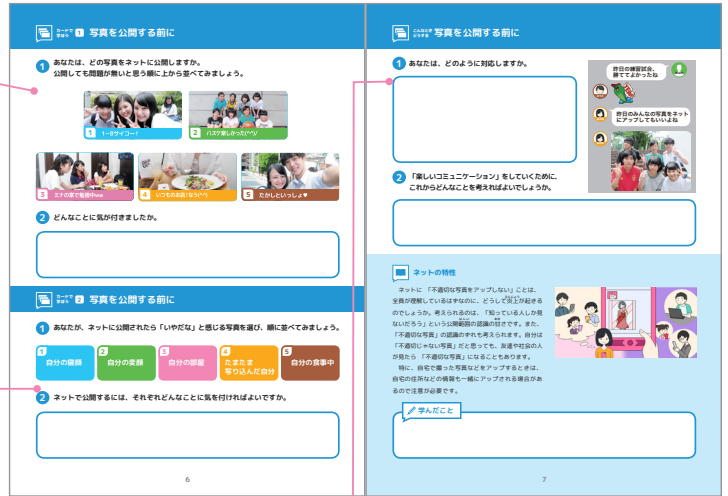 カードで学ぼう 1 写真を公開する前に
1 あなたは、どの写真をネットに公開しますか。
公開しても問題が無いと思う順に上から並べてみましょう。
1 1−Bサイコー！
2 バスケ楽しかった(^^)/
3 エナの家で勉強中ww
4 いつものお店!なう(^^)
5 たかしといっしょ♥
2 どんなことに気が付きましたか。
カードで学ぼう 2 写真を公開する前に
1 あなたが、ネットに公開されたら「いやだな」と感じる写真を選び、順に並べてみましょう。
1 自分の寝顔
2 自分の変顔
3 自分の部屋
4 たまたま
写り込んだ自分
5 自分の食事中
2 ネットで公開するには、それぞれどんなことに気を付ければよいですか。
6
こんなときどうする 写真を公開する前に
1 あなたは、どのように対応しますか。
昨日の練習試合、
勝ててよかったね
昨日のみんなの写真をネット
にアップしてもいいよね
2 「楽しいコミュニケーション」をしていくために、
これからどんなことを考えればよいでしょうか。
ネットの特性
ネットに「不適切な写真をアップしない」ことは、
全員が理解しているはずなのに、どうして炎上が起きる
のでしょうか。考えられるのは、「知っている人しか見
ないだろう」という公開範囲の認識の甘さです。また、
「不適切な写真」の認識のずれも考えられます。自分は
「不適切じゃない写真」だと思っても、友達や社会の人
が見たら「不適切な写真」になることもあります。
特に、自宅で撮った写真などをアップするときは、
自宅の住所などの情報も一緒にアップされる場合があ
るので注意が必要です。
学んだこと
7